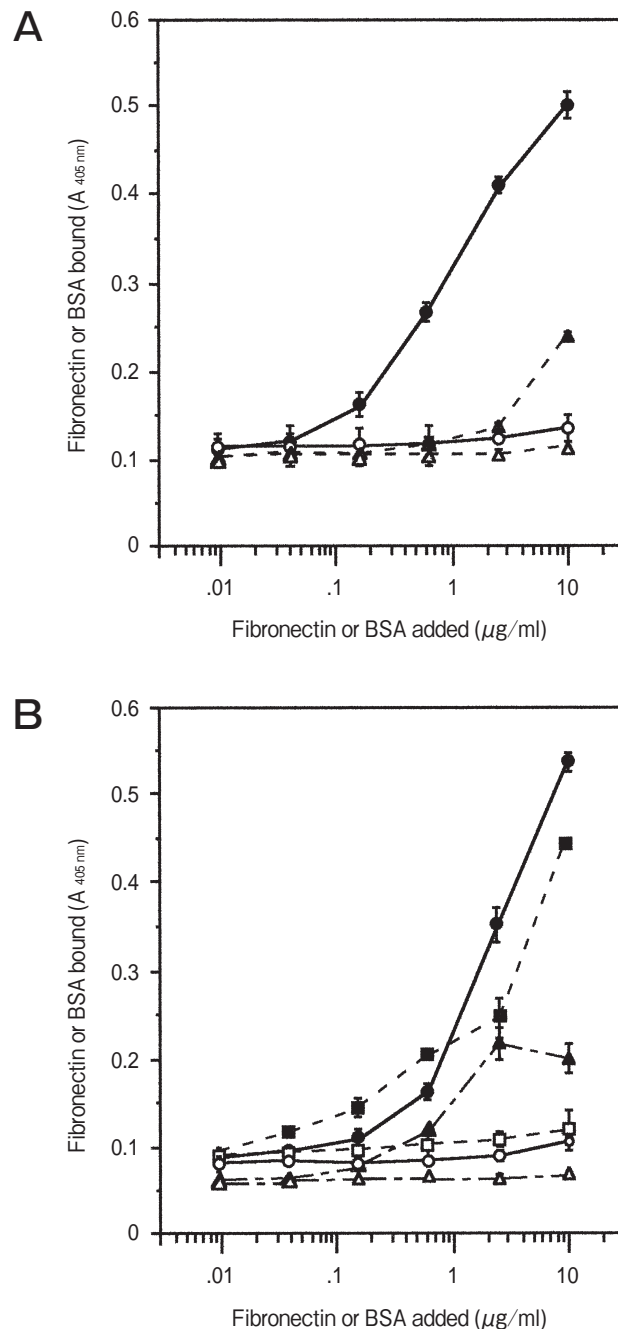 A
0.6
0.5
0.4
0.3
0.2
0.1
0
Fibronectin or BSA bound (A 405 nm)
.01 .1 1 10
Fibronectin or BSA added (µg/ml)
B
0.6
0.5
0.4
0.3
0.2
0.1
0
Fibronectin or BSA bound (A 405 nm)
.01 .1 1 10
Fibronectin or BSA added (µg/ml)